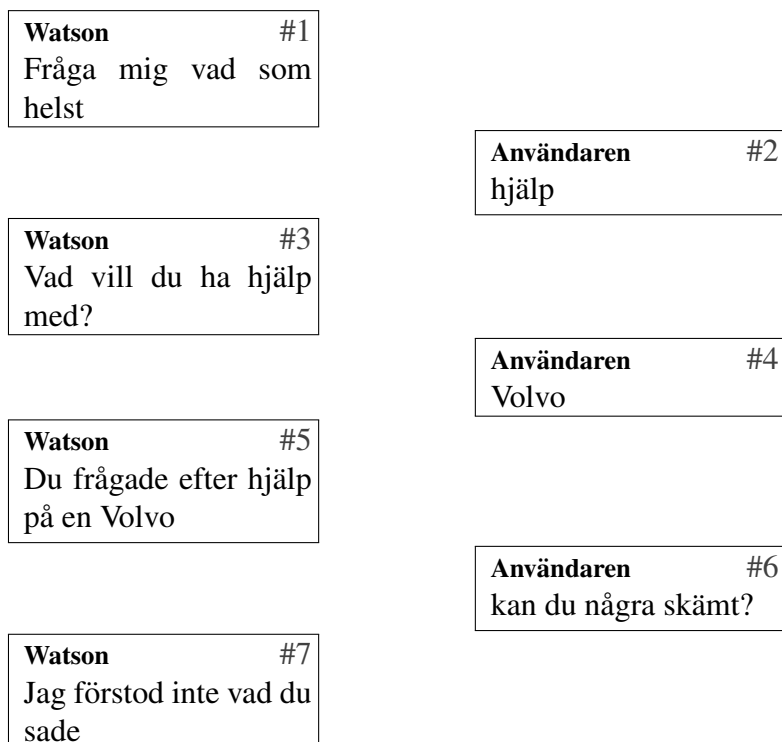 Watson #1
Fråga mig vad som
helst
Användaren #2
hjälp
Watson #3
Vad vill du ha hjälp
med?
Användaren #4
Volvo
Watson #5
Du frågade efter hjälp
på en Volvo
Användaren #6
kan du några skämt?
Watson #7
Jag förstod inte vad du
sade